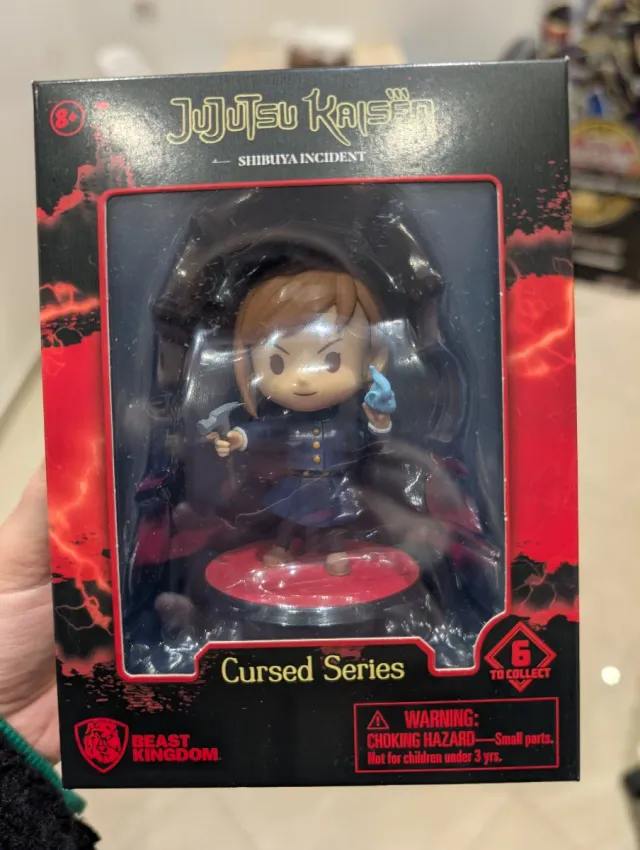 8+
JUJUTSU KAISEN
SHIBUYA INCIDENT
Cursed Series
6
TO COLLECT
BEAST
KINGDOM
WARNING:
CHOKING HAZARD—Small parts.
Not for children under 3 yrs.